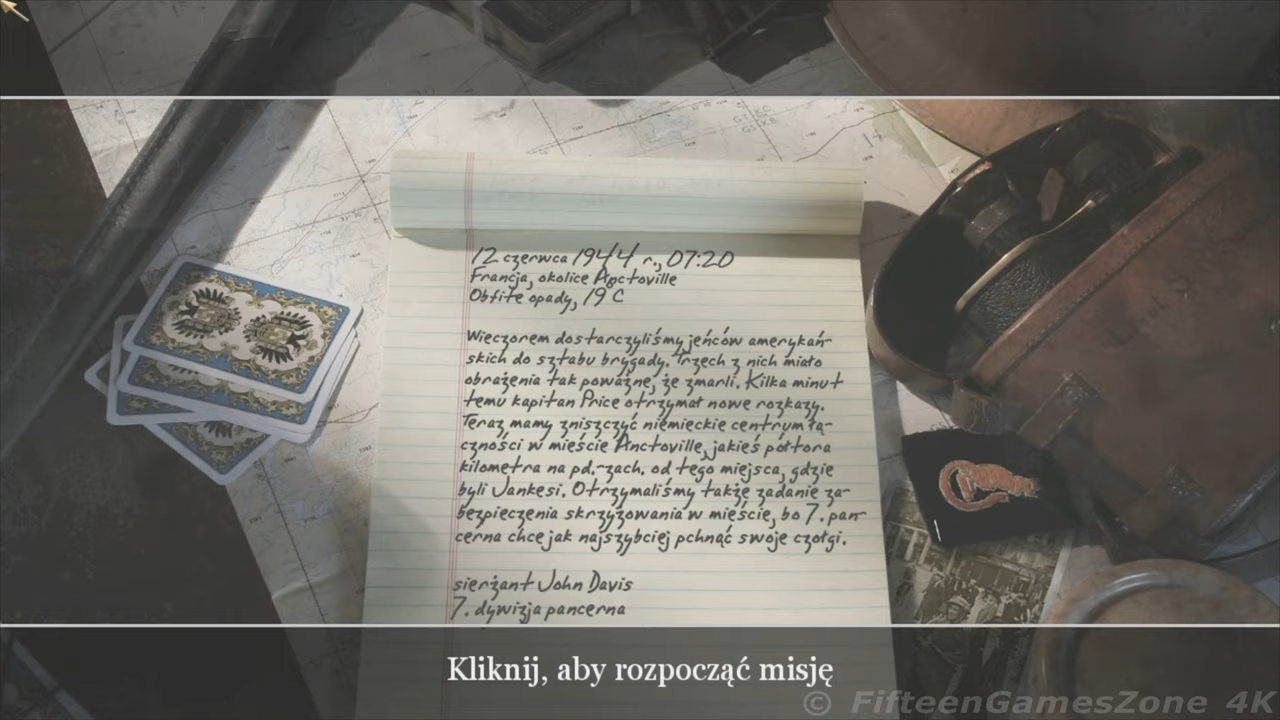 12 czerwca 1944 r., 07:20
Francja, okolice Anctoville
Obfite opady, 19 C
Wieczorem dostarczyliśmy jeńców amerykań-
skich do sztabu brygady. Trzech z nich miało
obrażenia tak poważne, że zmarli. Kilka minut
temu kapitan Price otrzymał nowe rozkazy.
Teraz mamy zniszczyć niemieckie centrum łą-
czności w mieście Anctoville, jakieś półtora
kilometra na pd.-zach. od tego miejsca, gdzie
byli Jankesi. Otrzymaliśmy także zadanie za-
bezpieczenia skrzyżowania w mieście, bo 7. pan-
cerna chce jak najszybciej pchnąć swoje czołgi.
sierżant John Davis
7. dywizja pancerna
Kliknij, aby rozpocząć misję
© FifteenGamesZone 4K